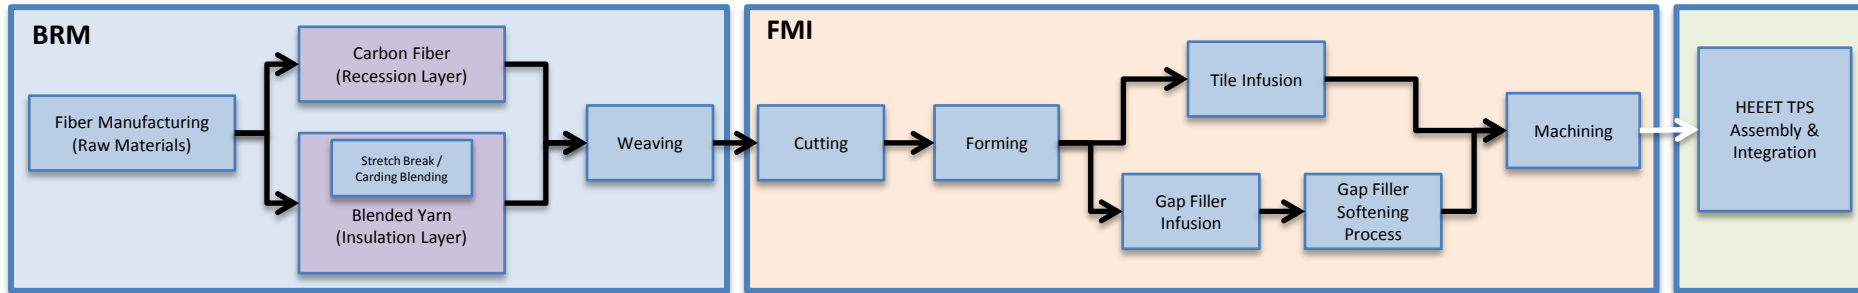 BRM
Fiber Manufacturing
(Raw Materials)
Carbon Fiber
(Recession Layer)
Stretch Break /
Carding Blending
Blended Yarn
(Insulation Layer)
Weaving
FMI
Cutting
Forming
Tile Infusion
Gap Filler
Infusion
Gap Filler
Softening
Process
Machining
HEEET TPS
Assembly &
Integration